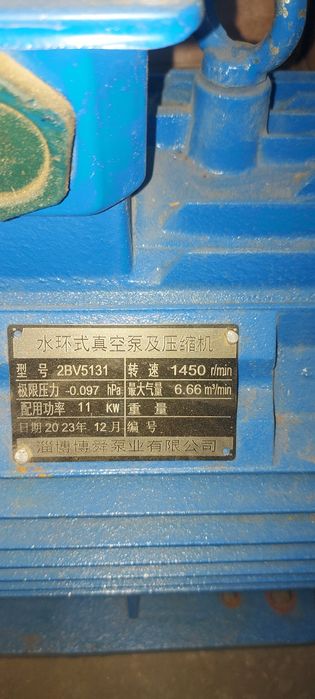 水环式真空泵及压缩机
型号 2BV5131 转速 1450 r/min
极限压力 -0.097 hPa 最大气量 6.66 m³/min
配用功率 11 KW 重量
日期 2023年12月 编号
淄博博舜泵业有限公司